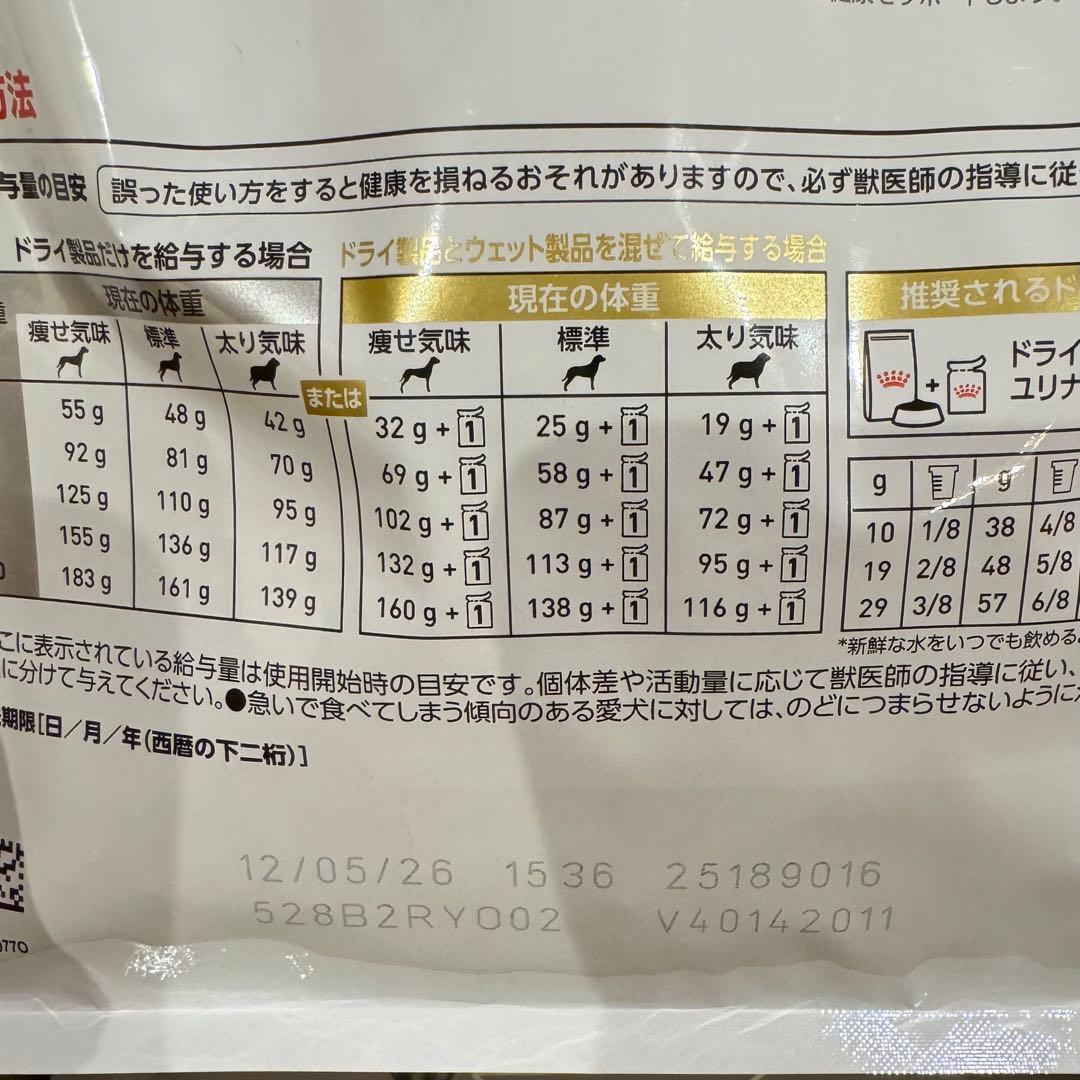 方法
与量の目安 誤った使い方をすると健康を損ねるおそれがありますので、必ず獣医師の指導に従
ドライ製品だけを給与する場合 ドライ製品とウェット製品を混ぜて給与する場合
現在の体重 現在の体重 推奨されるド
重 痩せ気味 標準 太り気味 痩せ気味 標準 太り気味
ドライ
ユリナ
または
55 g 48 g 42 g 32 g + 1 25 g + 1 19 g + 1
92 g 81 g 70 g 69 g + 1 58 g + 1 47 g + 1
125 g 110 g 95 g 102 g + 1 87 g + 1 72 g + 1
155 g 136 g 117 g 132 g + 1 113 g + 1 95 g + 1
183 g 161 g 139 g 160 g + 1 138 g + 1 116 g + 1
+
g g
10 1/8 38 4/8
19 2/8 48 5/8
29 3/8 57 6/8
*新鮮な水をいつでも飲める
こに表示されている給与量は使用開始時の目安です。個体差や活動量に応じて獣医師の指導に従い、
に分けて与えてください。●急いで食べてしまう傾向のある愛犬に対しては、のどにつまらせないように
期限[日/月/年(西暦の下二桁)]
12/05/26 15 36 25189016
528B2RY002 V40142011
770